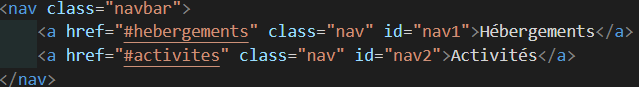 <nav class="navbar">
    <a href="#hebergements" class="nav" id="nav1">Hébergements</a>
    <a href="#activites" class="nav" id="nav2">Activités</a>
</nav>